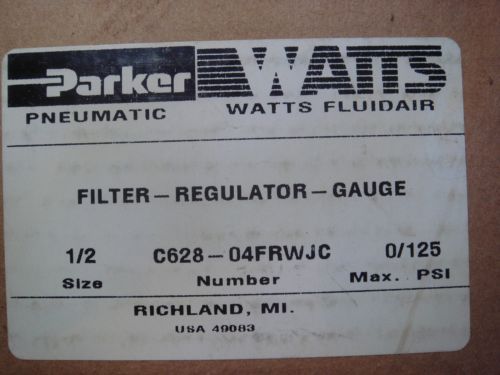 Parker WATTS
PNEUMATIC WATTS FLUIDAIR
FILTER-REGULATOR-GAUGE
1/2 C628-04FRWJC 0/125
Size Number Max. PSI
RICHLAND, MI.
USA 49083